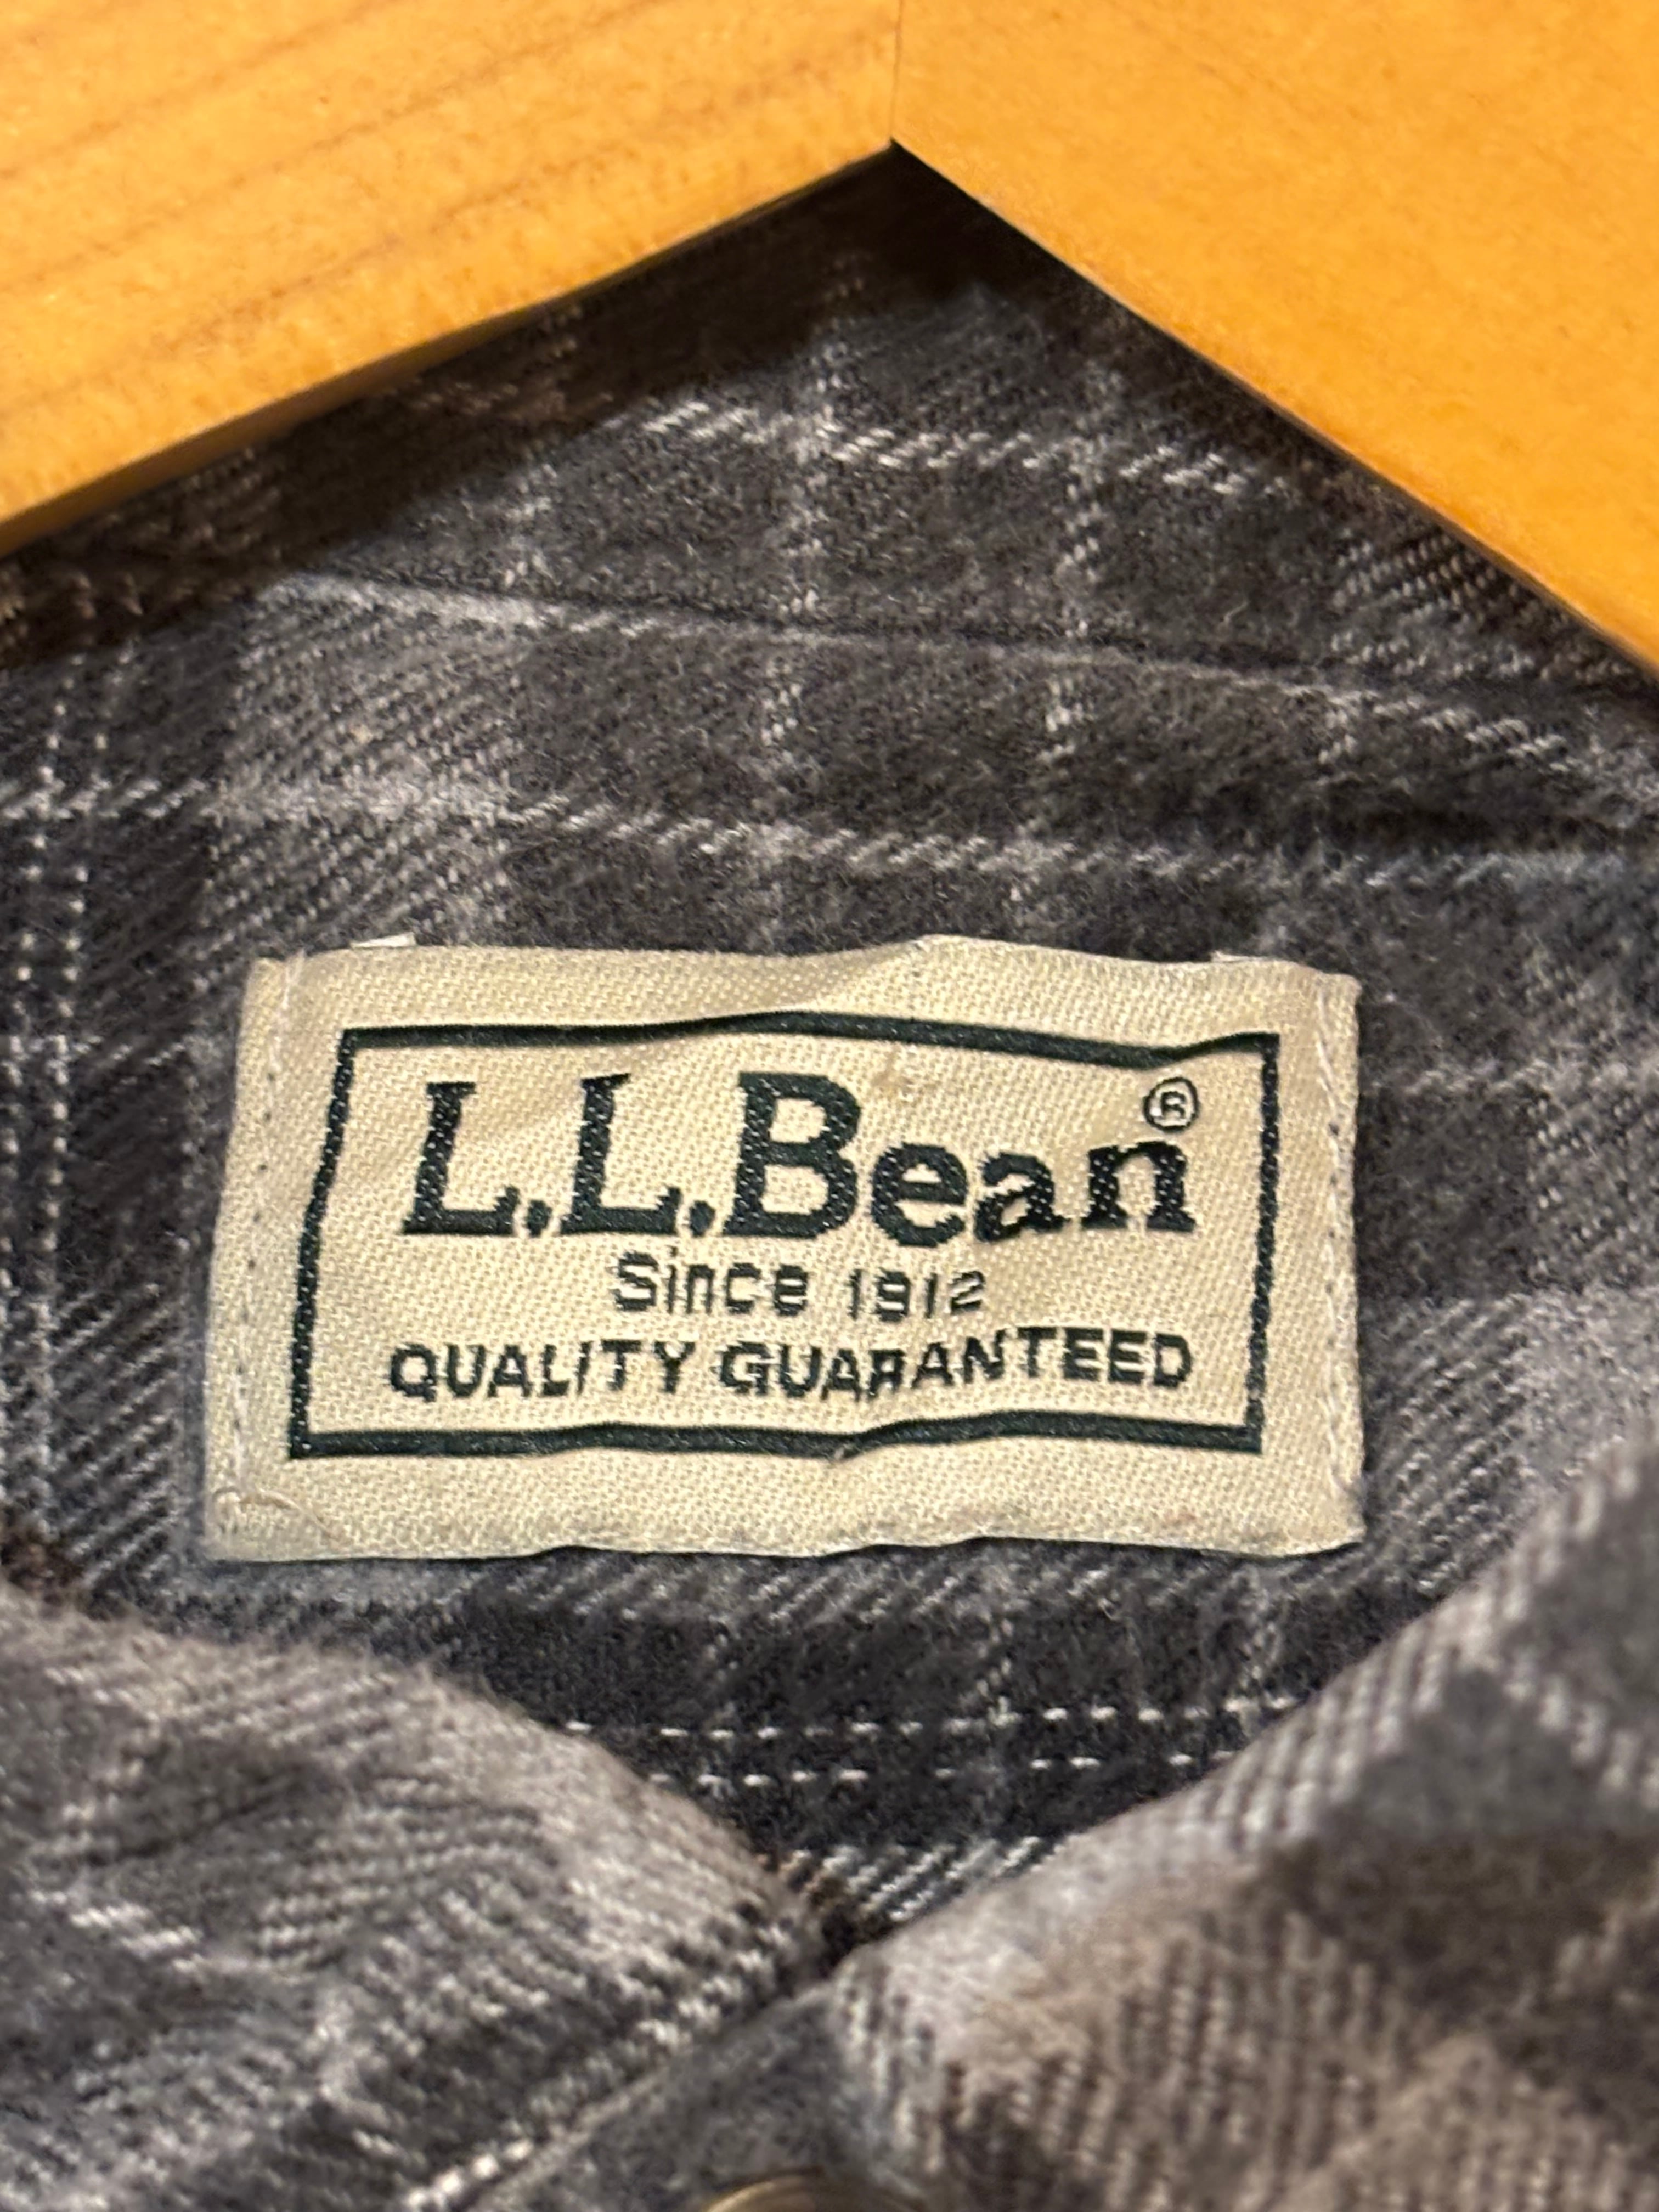 L.L.Bean®
Since 1912
QUALITY GUARANTEED